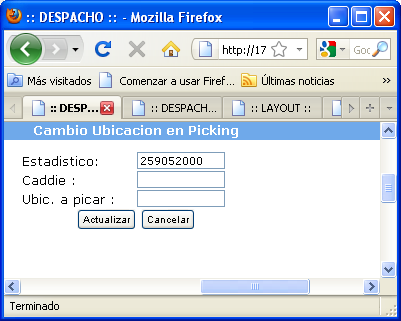 :: DESPACHO :: - Mozilla Firefox
http://17
Goo
Más visitados Comenzar a usar Firef... Últimas noticias »
:: DESP... :: DESPACH... :: LAYOUT ::
Cambio Ubicacion en Picking
Estadistico: 259052000
Caddie :
Ubic. a picar :
Actualizar Cancelar
Terminado